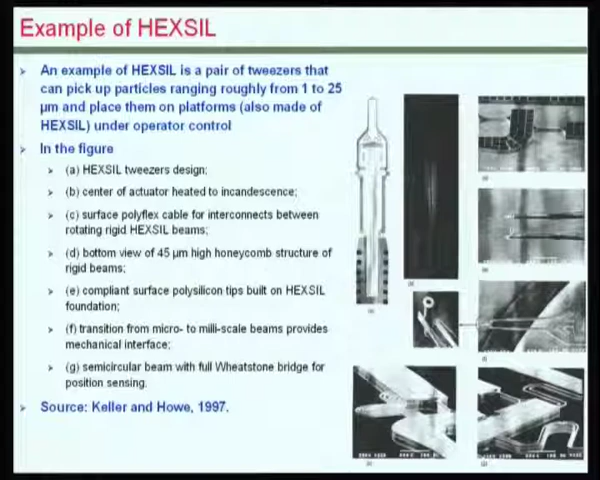 Example of HEXSIL
An example of HEXSIL is a pair of tweezers that
can pick up particles ranging roughly from 1 to 25
µm and place them on platforms (also made of
HEXSIL) under operator control
In the figure
(a) HEXSIL tweezers design;
(b) center of actuator heated to incandescence;
(c) surface polyflex cable for interconnects between
rotating rigid HEXSIL beams;
(d) bottom view of 45 µm high honeycomb structure of
rigid beams;
(e) compliant surface polysilicon tips built on HEXSIL
foundation;
(f) transition from micro- to milli-scale beams provides
mechanical interface;
(g) semicircular beam with full Wheatstone bridge for
position sensing.
Source: Keller and Howe, 1997.